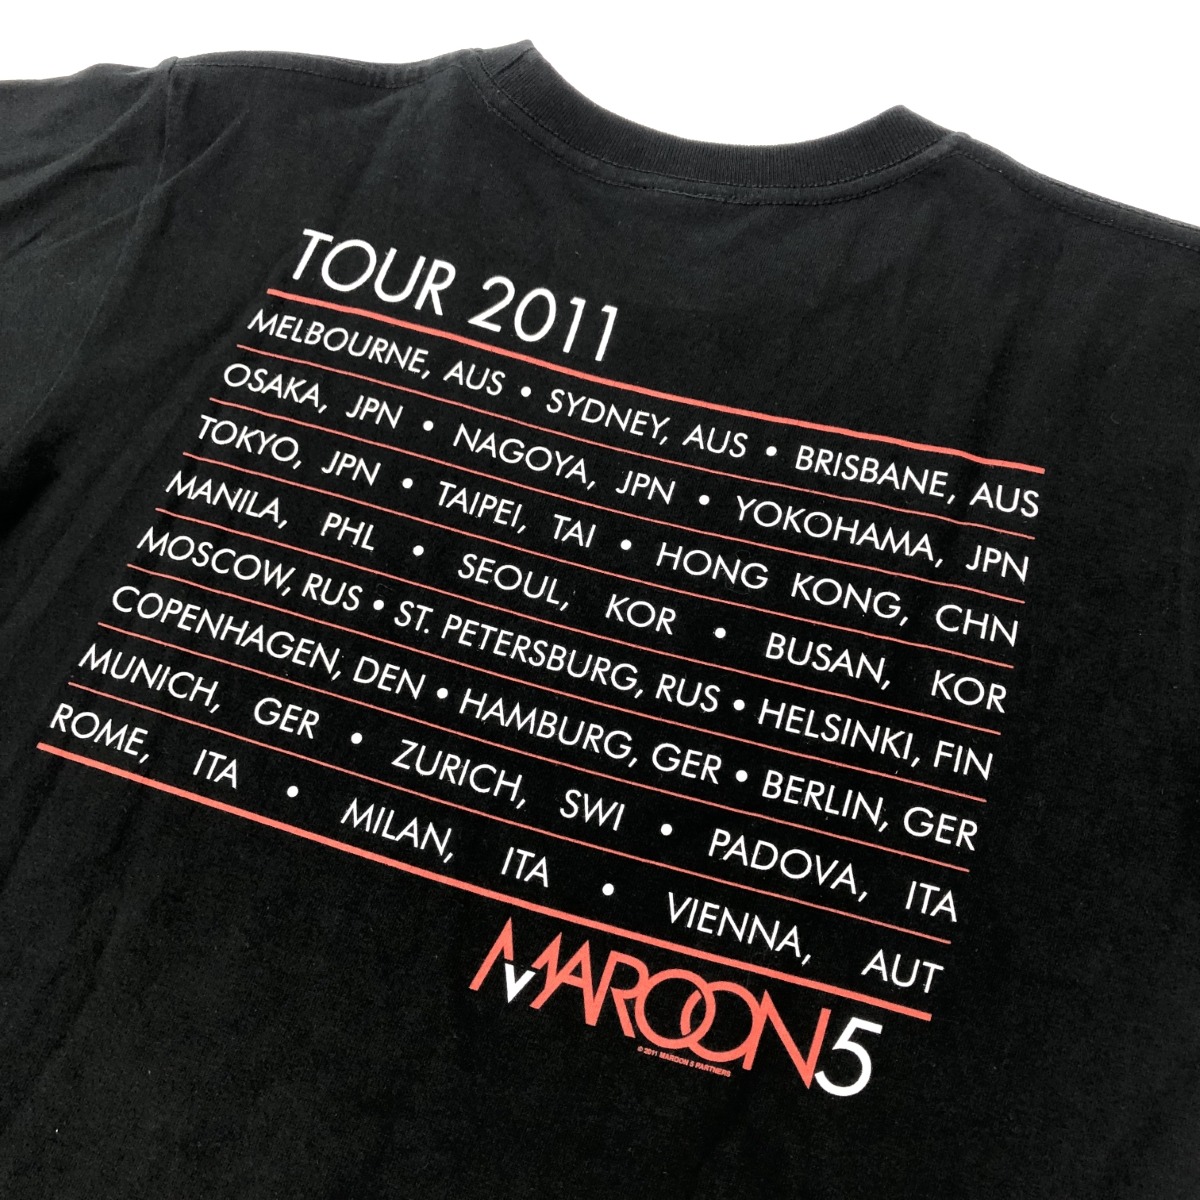 TOUR 2011
MELBOURNE, AUS • SYDNEY, AUS • BRISBANE, AUS
OSAKA, JPN • NAGOYA, JPN • YOKOHAMA, JPN
TOKYO, JPN • TAIPEI, TAI • HONG KONG, CHN
MANILA, PHL • SEOUL, KOR • BUSAN, KOR
MOSCOW, RUS • ST. PETERSBURG, RUS • HELSINKI, FIN
COPENHAGEN, DEN • HAMBURG, GER • BERLIN, GER
MUNICH, GER • ZURICH, SWI • PADOVA, ITA
ROME, ITA • MILAN, ITA • VIENNA, AUT
MAROON5
© 2011 MAROON 5 PARTNERS